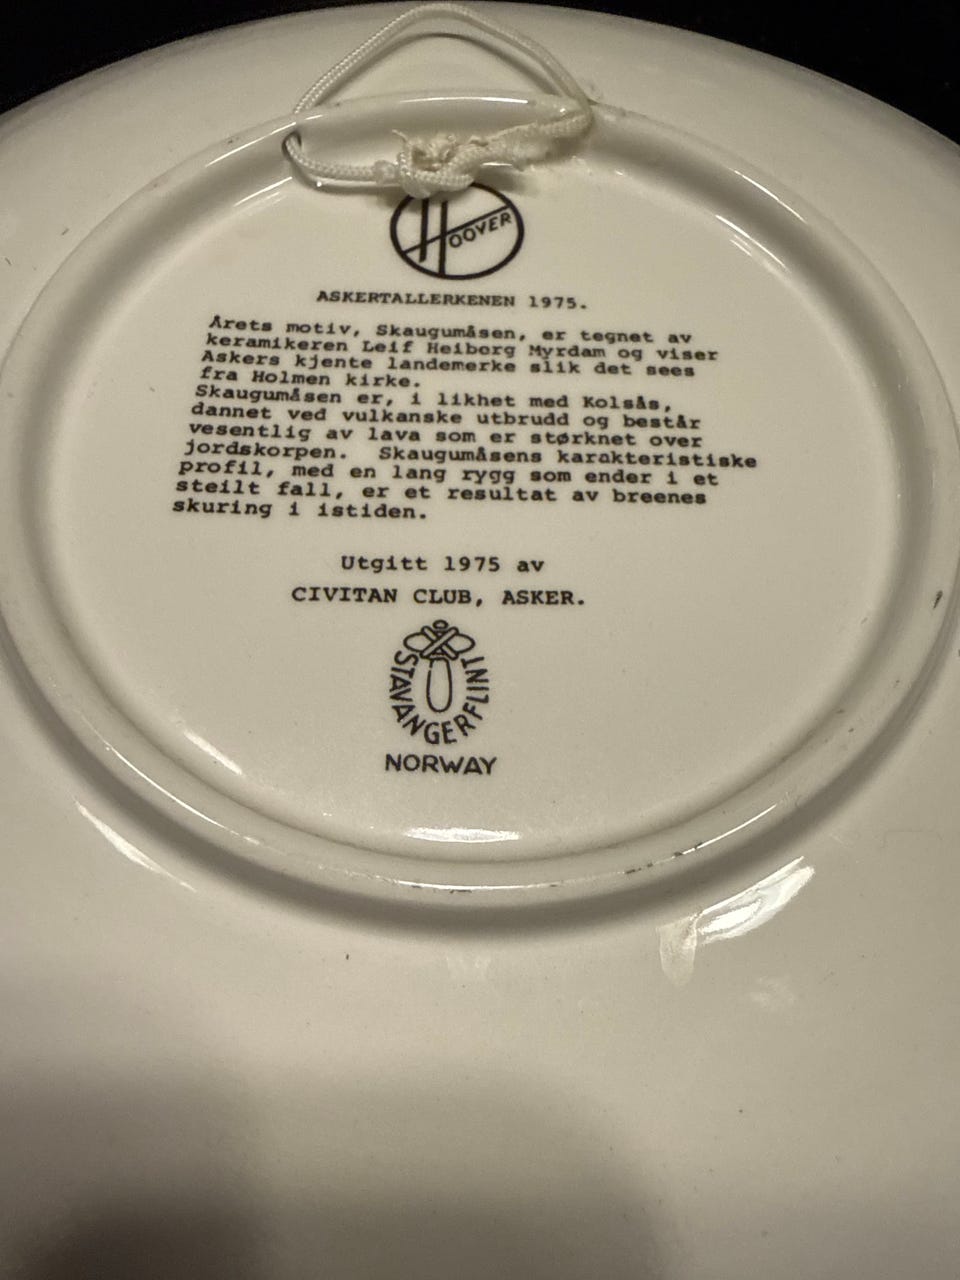 HOOVER
ASKERTALLERKENEN 1975.
Årets motiv, Skaugumåsen, er tegnet av
keramikeren Leif Heiberg Myrdam og viser
Askers kjente landemerke slik det sees
fra Holmen kirke.
Skaugumåsen er, i likhet med Kolsås,
dannet ved vulkanske utbrudd og består
vesentlig av lava som er størknet over
jordskorpen. Skaugumåsens karakteristiske
profil, med en lang rygg som ender i et
steilt fall, er et resultat av breenes
skuring i istiden.
Utgitt 1975 av
CIVITAN CLUB, ASKER.
STAVANGERFLINT
NORWAY